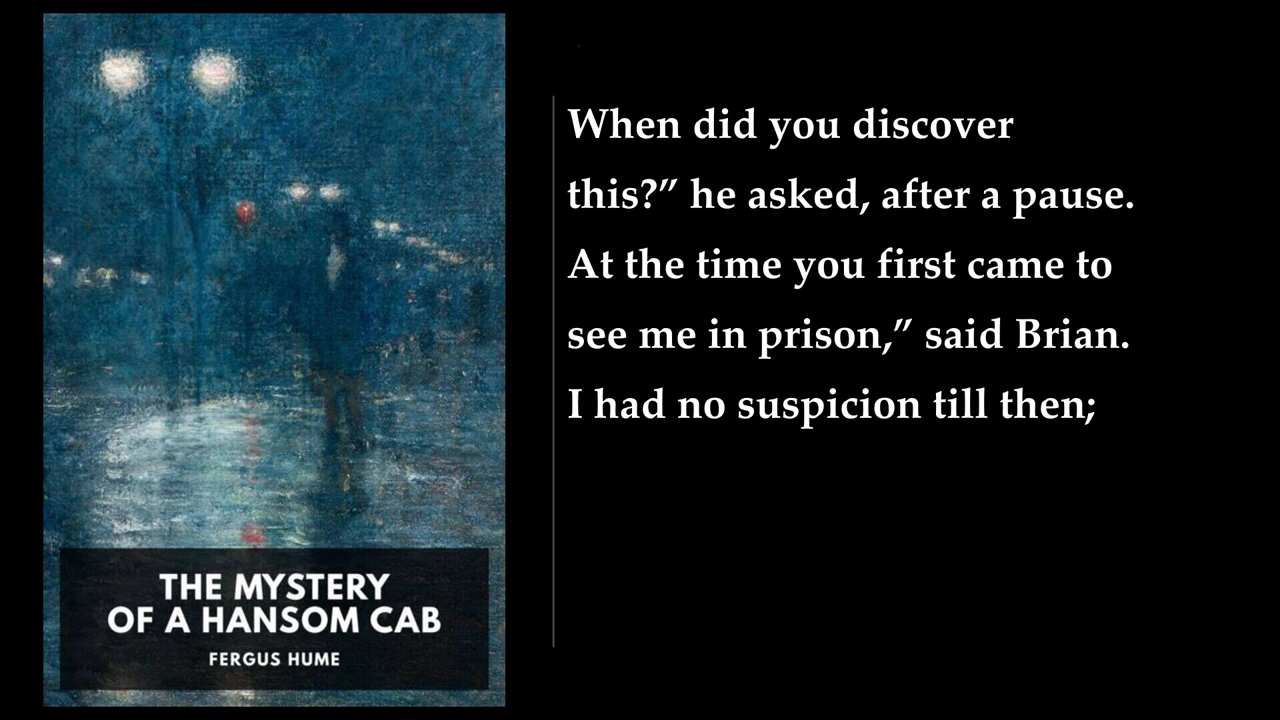 THE MYSTERY
OF A HANSOM CAB
FERGUS HUME
When did you discover
this?” he asked, after a pause.
At the time you first came to
see me in prison,” said Brian.
I had no suspicion till then;